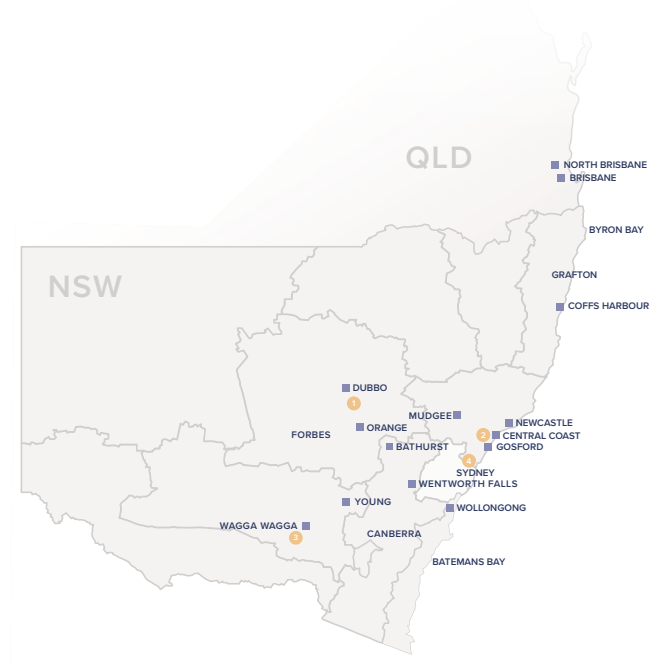 QLD
NORTH BRISBANE
BRISBANE
BYRON BAY
NSW
GRAFTON
COFFS HARBOUR
DUBBO
1
MUDGEE
NEWCASTLE
ORANGE
FORBES
2
CENTRAL COAST
BATHURST
GOSFORD
4
SYDNEY
WENTWORTH FALLS
YOUNG
WOLLONGONG
WAGGA WAGGA
3
CANBERRA
BATEMANS BAY